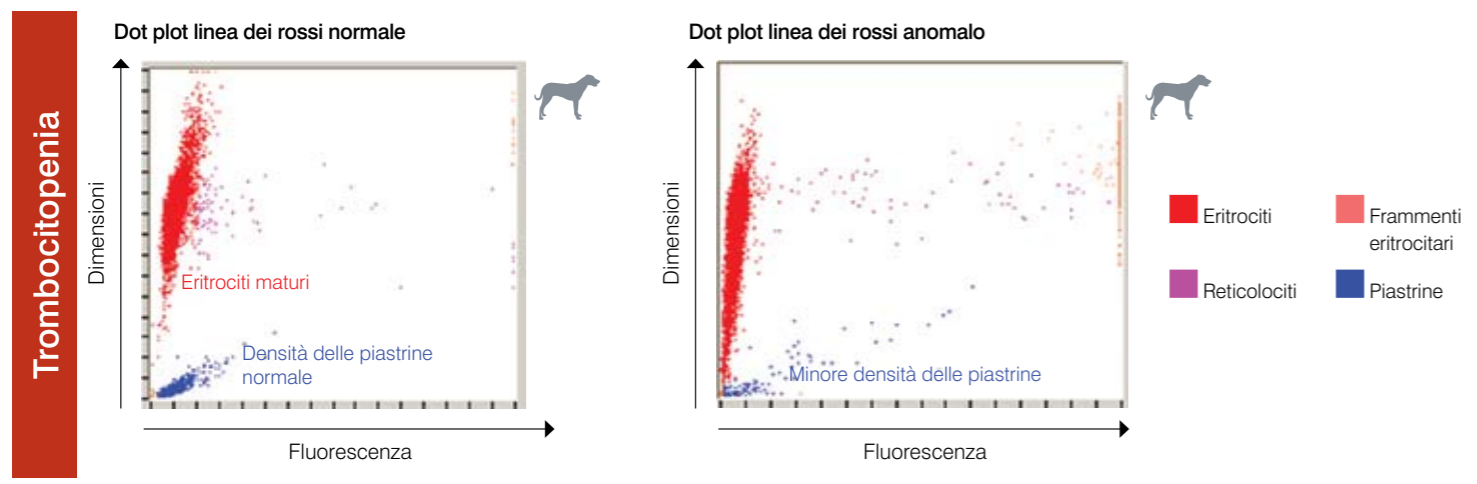 Trombocitopenia
Dot plot linea dei rossi normale
Dimensioni
Eritrociti maturi
Densità delle piastrine
normale
Fluorescenza
Dot plot linea dei rossi anomalo
Dimensioni
Minore densità delle piastrine
Fluorescenza
Eritrociti
Frammenti
eritrocitari
Reticolociti
Piastrine